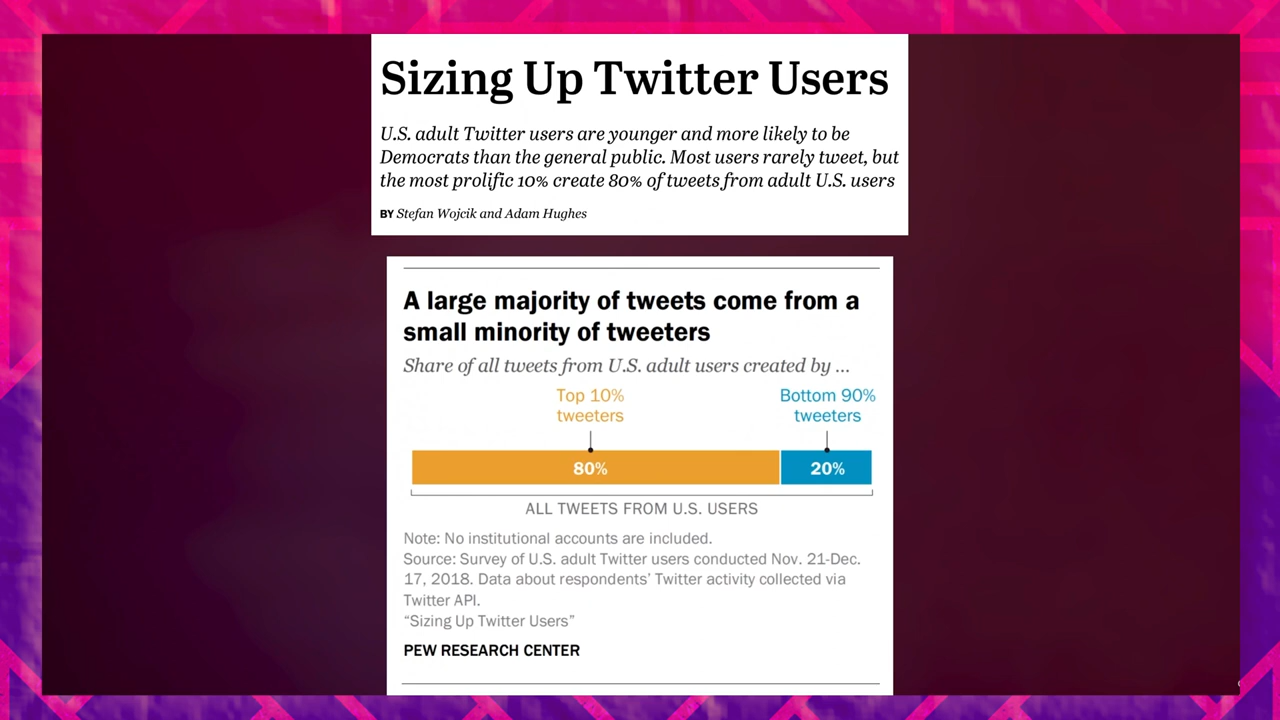 Sizing Up Twitter Users
U.S. adult Twitter users are younger and more likely to be
Democrats than the general public. Most users rarely tweet, but
the most prolific 10% create 80% of tweets from adult U.S. users
BY Stefan Wojcik and Adam Hughes
A large majority of tweets come from a
small minority of tweeters
Share of all tweets from U.S. adult users created by ...
Top 10%
tweeters
Bottom 90%
tweeters
80%
20%
ALL TWEETS FROM U.S. USERS
Note: No institutional accounts are included.
Source: Survey of U.S. adult Twitter users conducted Nov. 21-Dec.
17, 2018. Data about respondents’ Twitter activity collected via
Twitter API.
“Sizing Up Twitter Users”
PEW RESEARCH CENTER